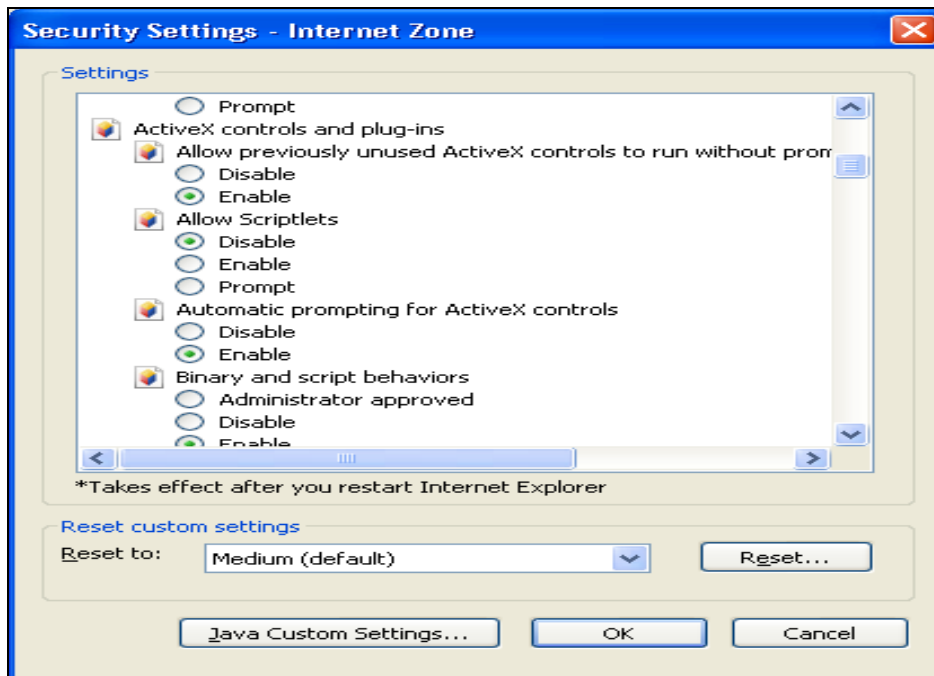 Security Settings - Internet Zone
Settings
Prompt
ActiveX controls and plug-ins
Allow previously unused ActiveX controls to run without prom
Disable
Enable
Allow Scriptlets
Disable
Enable
Prompt
Automatic prompting for ActiveX controls
Disable
Enable
Binary and script behaviors
Administrator approved
Disable
Enable
*Takes effect after you restart Internet Explorer
Reset custom settings
Reset to: Medium (default) Reset...
Java Custom Settings... OK Cancel